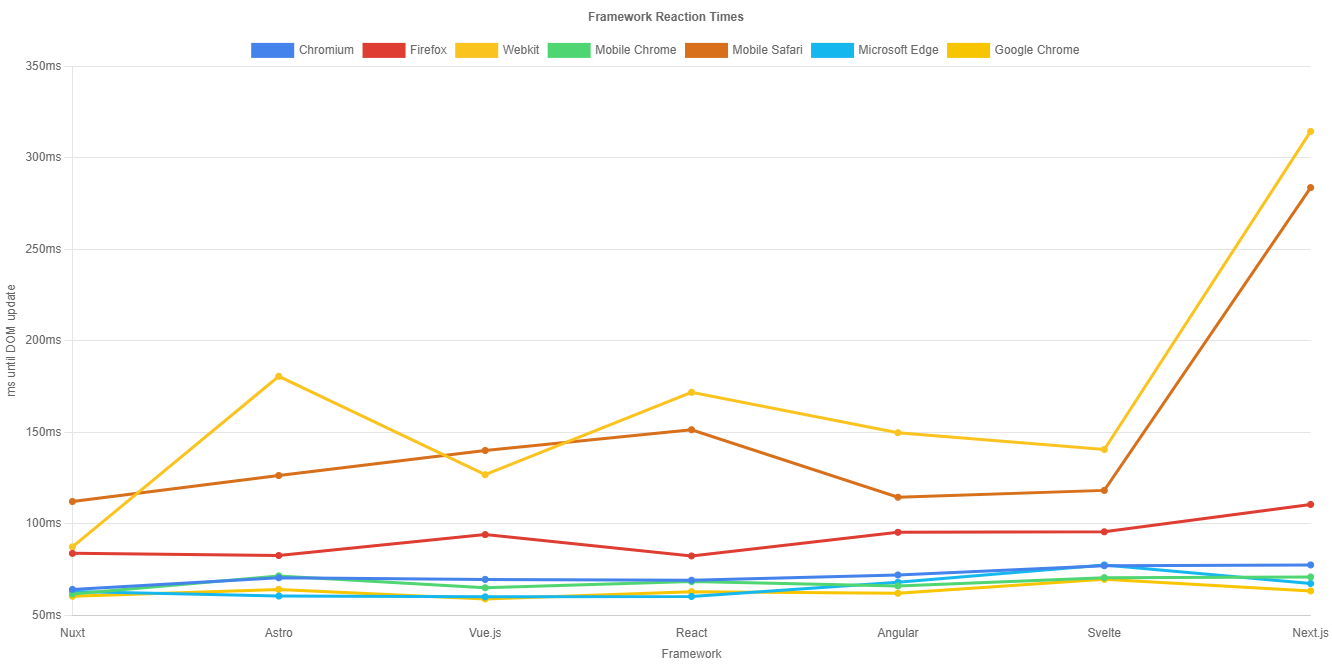 Framework Reaction Times
Chromium Firefox Webkit Mobile Chrome Mobile Safari Microsoft Edge Google Chrome
350ms
300ms
250ms
200ms
150ms
100ms
50ms
ms until DOM update
Nuxt Astro Vue.js React Angular Svelte Next.js
Framework